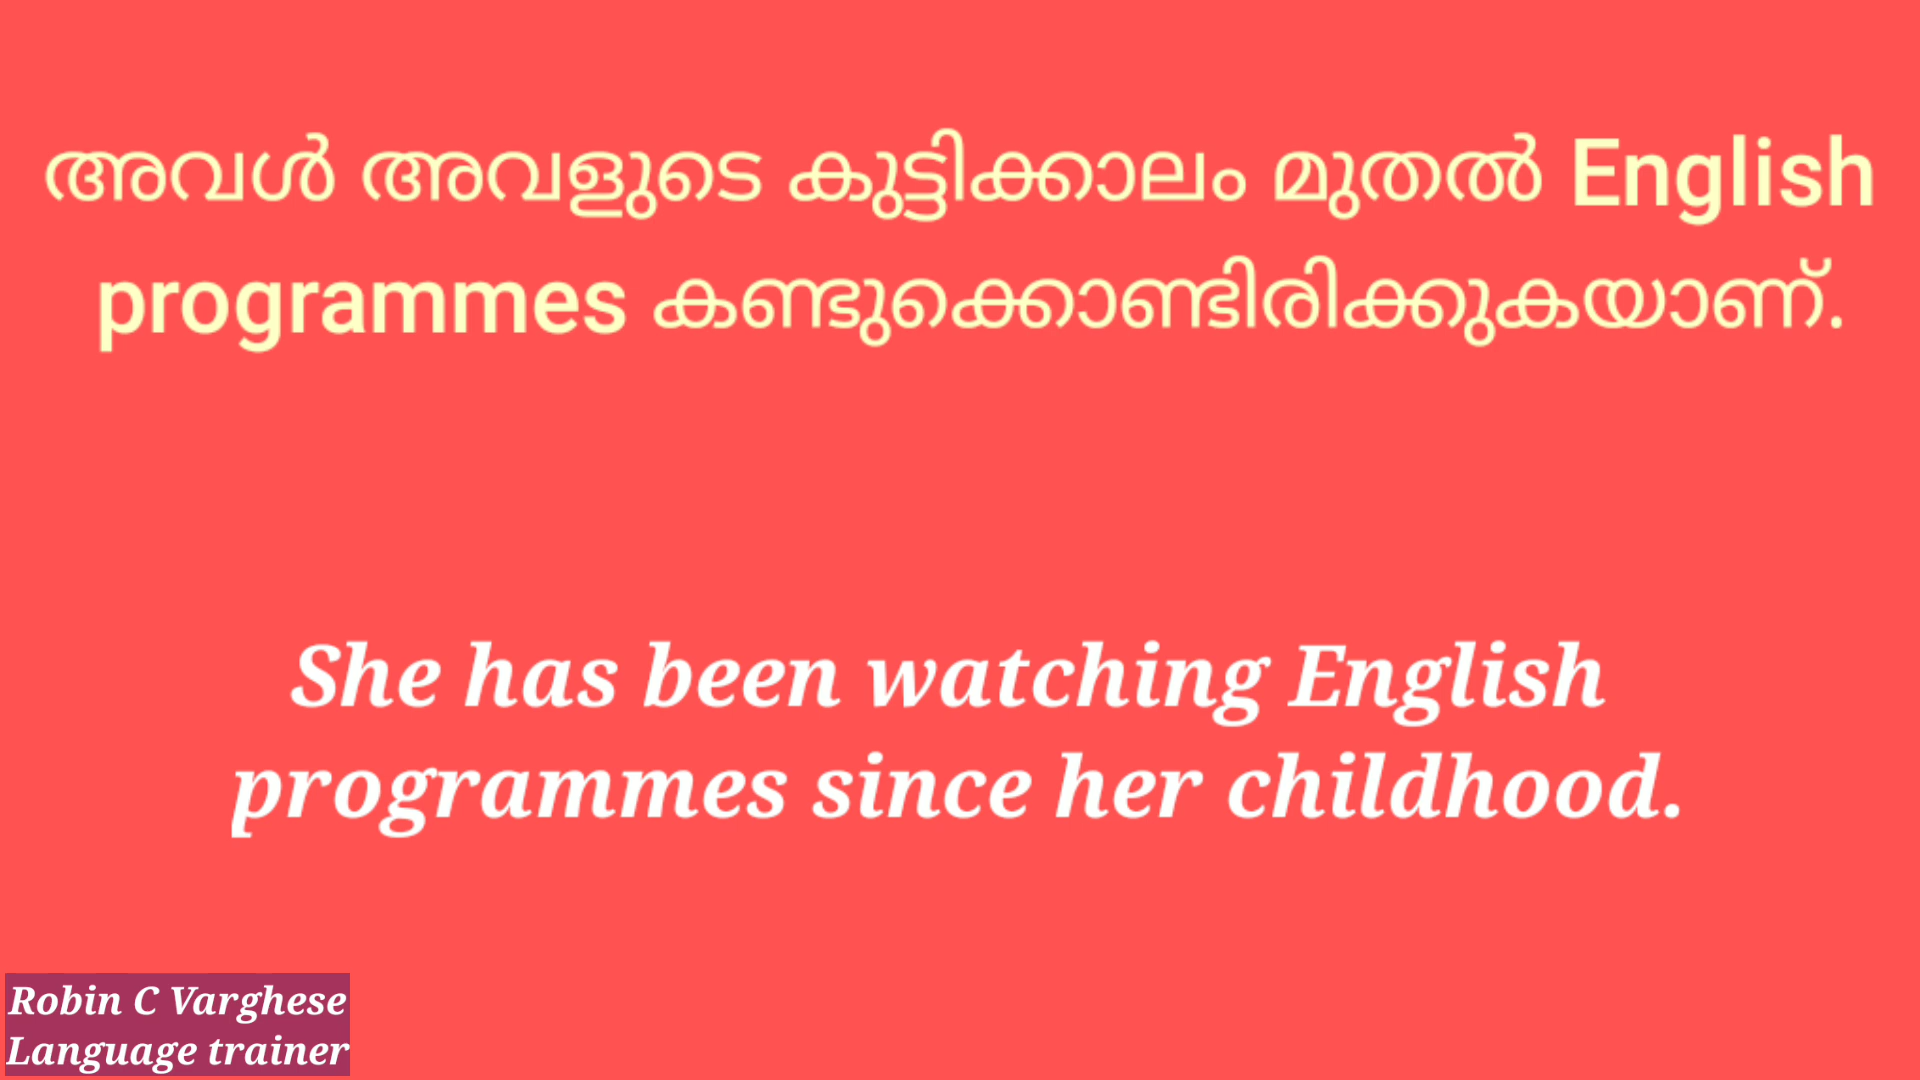 അവൾ അവളുടെ കുട്ടിക്കാലം മുതൽ English
programmes കണ്ടുക്കൊണ്ടിരിക്കുകയാണ്.
She has been watching English
programmes since her childhood.
Robin C Varghese
Language trainer